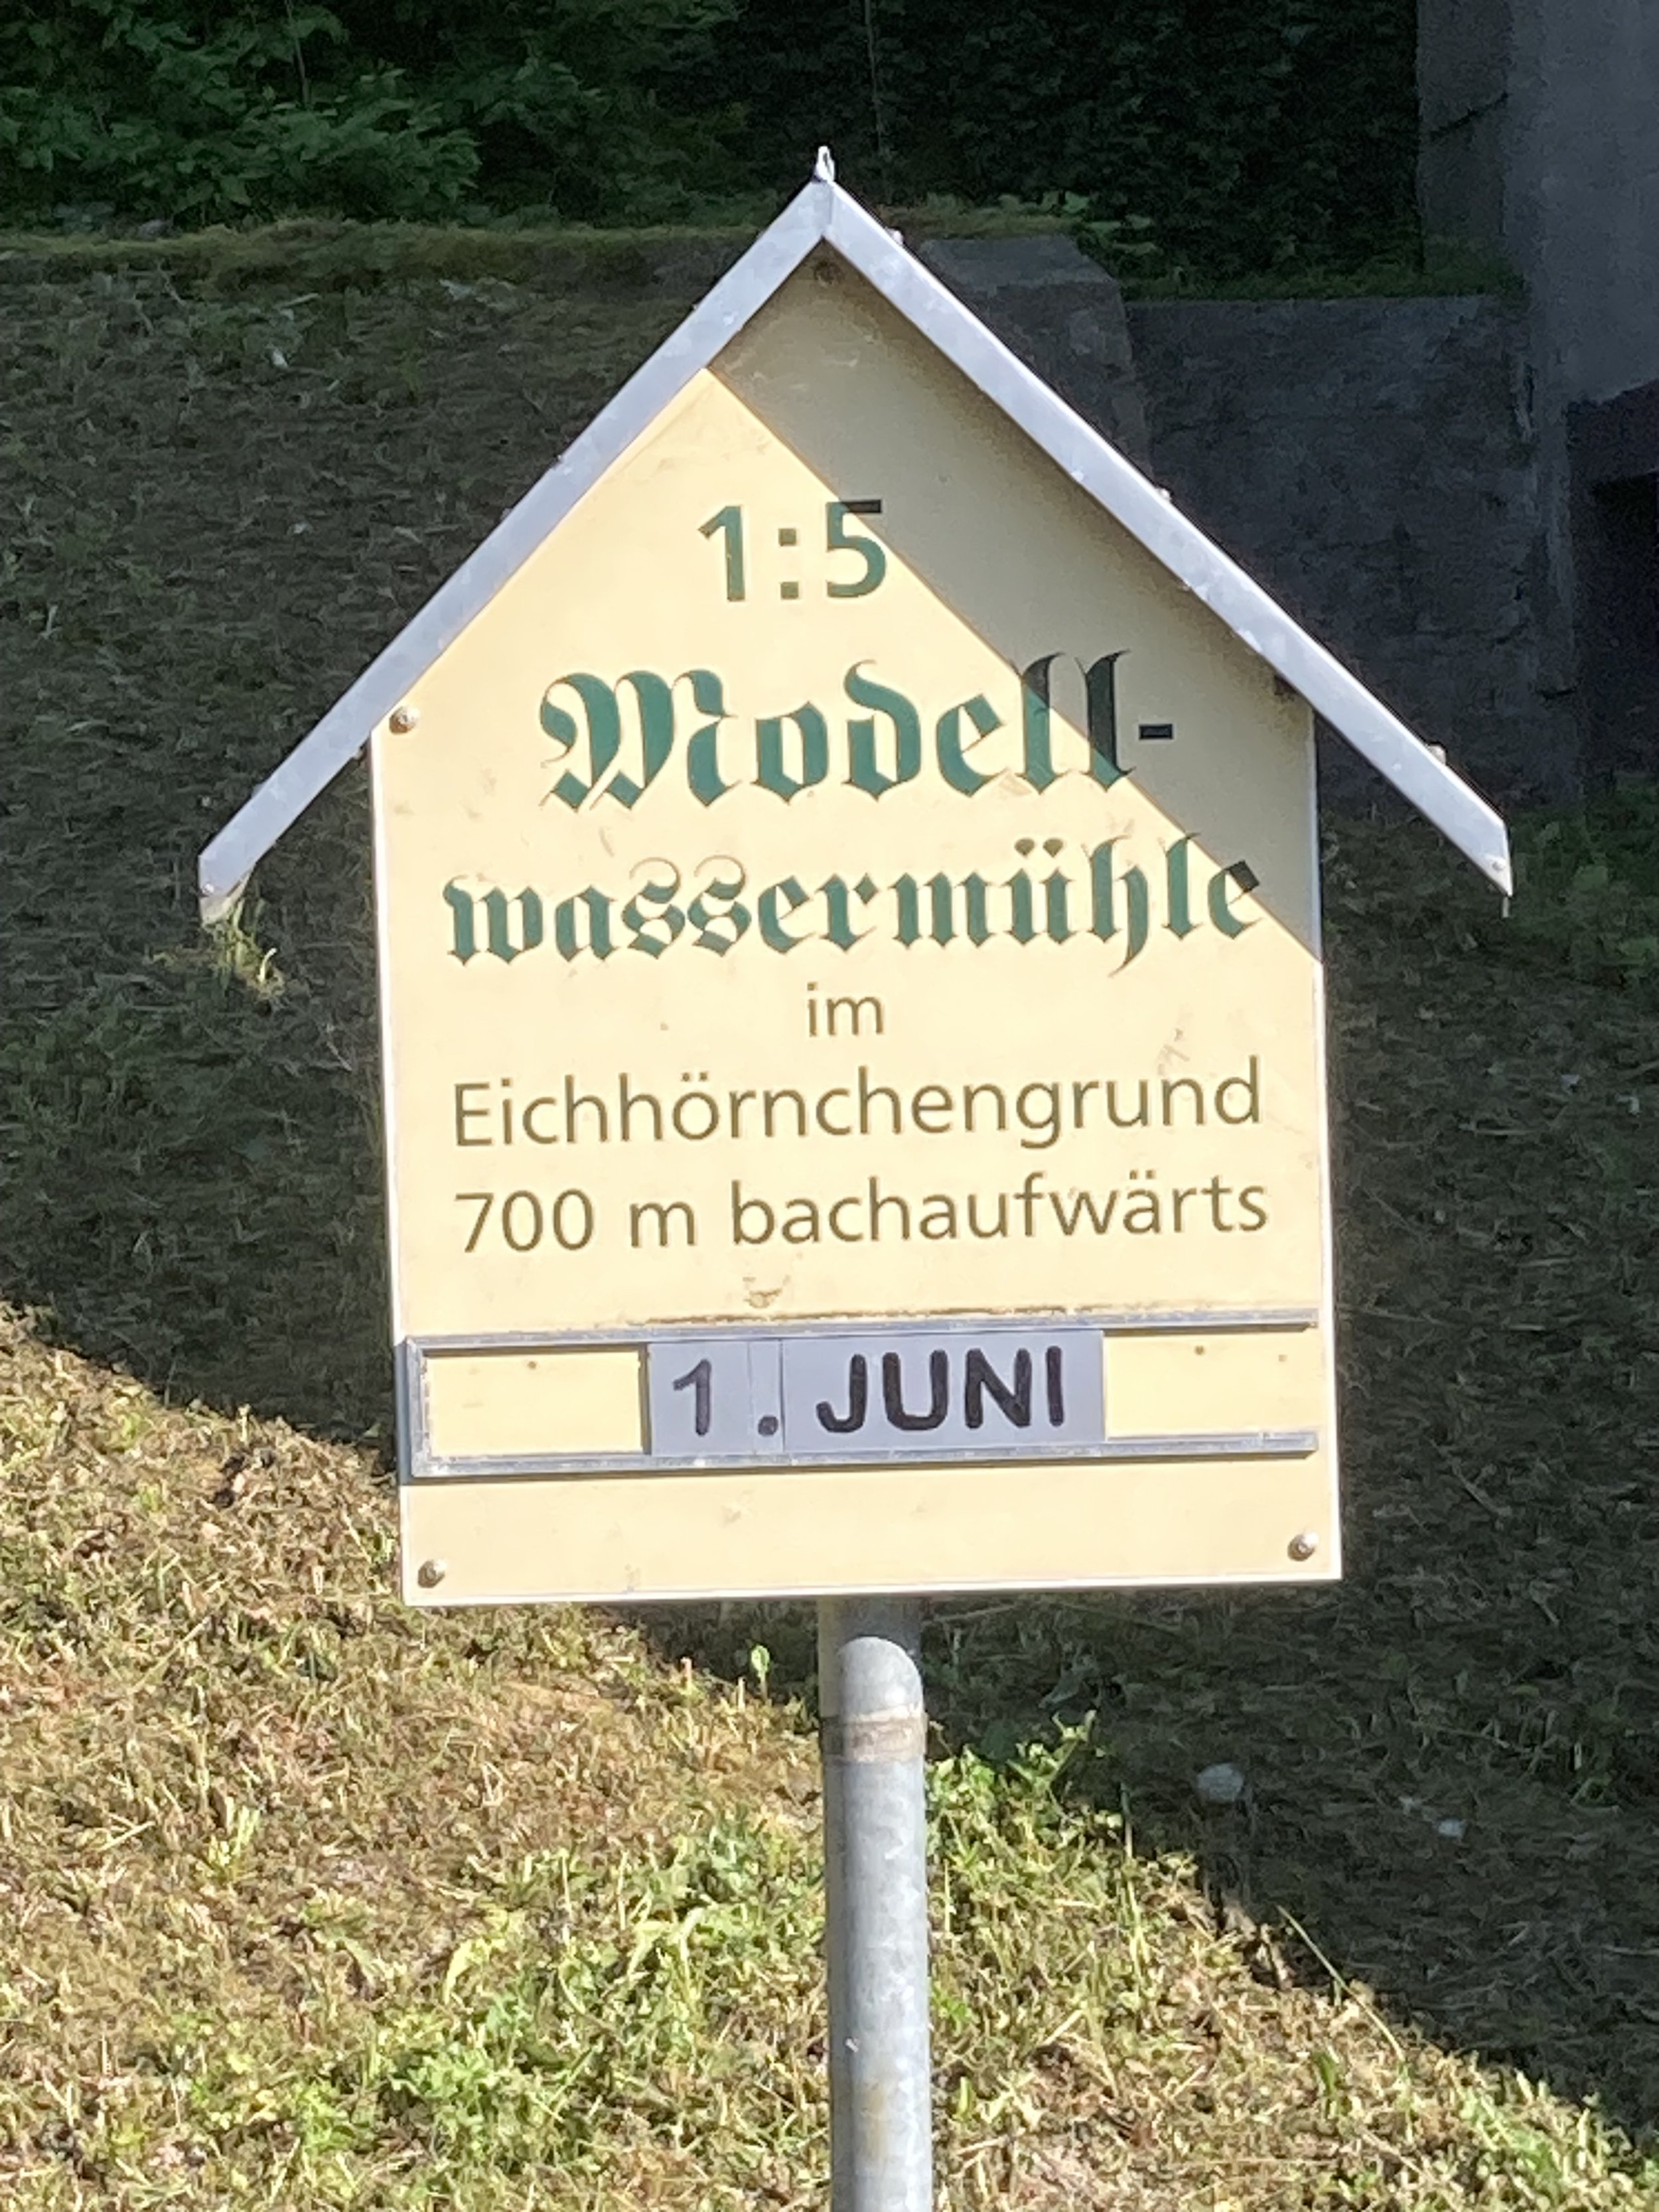 1:5
Modell-
wassermühle
im
Eichhörnchengrund
700 m bachaufwärts
1. JUNI